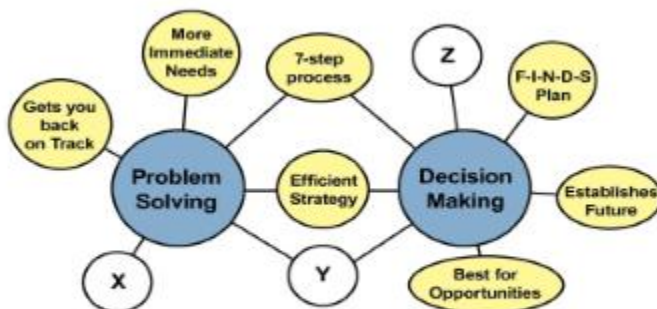 More
Immediate
Needs
7-step
process
Z
F-I-N-D-S
Plan
Gets you
back
on Track
Problem
Solving
Efficient
Strategy
Decision
Making
Establishes
Future
X
Y
Best for
Opportunities